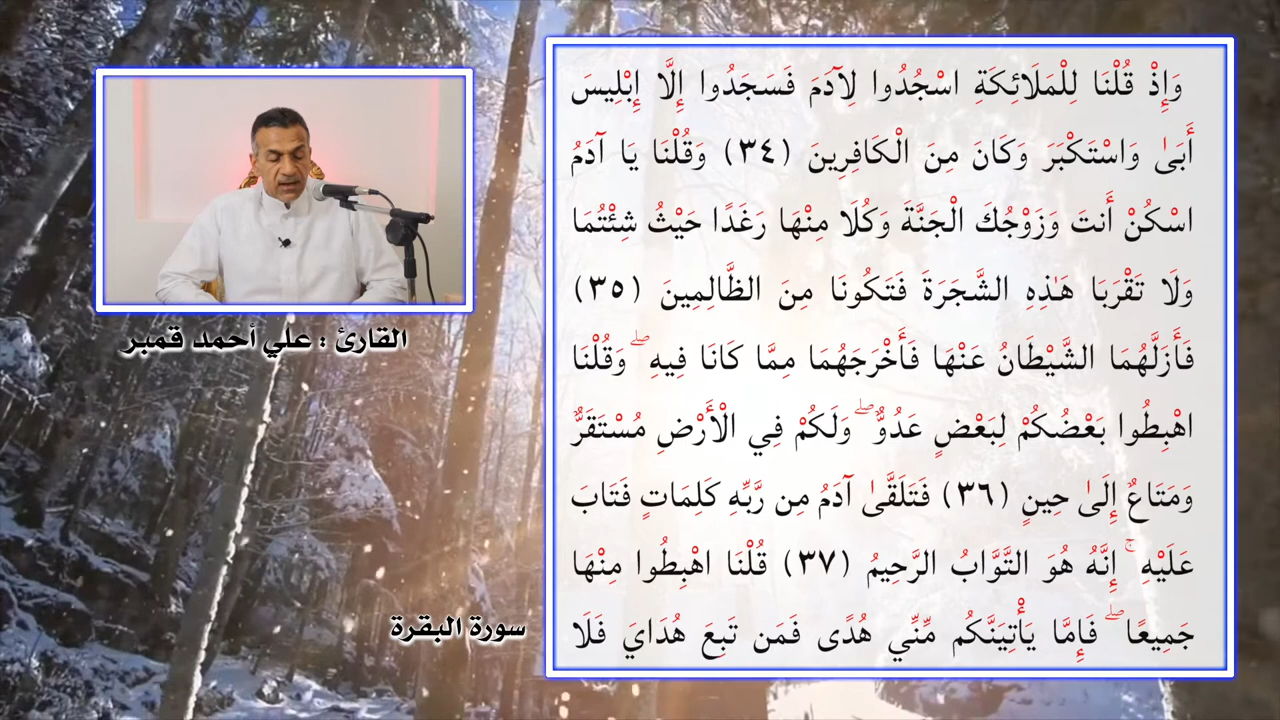 وَإِذْ قُلْنَا لِلْمَلَائِكَةِ اسْجُدُوا لِآدَمَ فَسَجَدُوا إِلَّا إِبْلِيسَ
أَبَىٰ وَاسْتَكْبَرَ وَكَانَ مِنَ الْكَافِرِينَ (٣٤) وَقُلْنَا يَا آدَمُ
اسْكُنْ أَنتَ وَزَوْجُكَ الْجَنَّةَ وَكُلَا مِنْهَا رَغَدًا حَيْثُ شِئْتُمَا
وَلَا تَقْرَبَا هَٰذِهِ الشَّجَرَةَ فَتَكُونَا مِنَ الظَّالِمِينَ (٣٥)
فَأَزَلَّهُمَا الشَّيْطَانُ عَنْهَا فَأَخْرَجَهُمَا مِمَّا كَانَا فِيهِ ۖ وَقُلْنَا
اهْبِطُوا بَعْضُكُمْ لِبَعْضٍ عَدُوٌّ ۖ وَلَكُمْ فِي الْأَرْضِ مُسْتَقَرٌّ
وَمَتَاعٌ إِلَىٰ حِينٍ (٣٦) فَتَلَقَّىٰ آدَمُ مِن رَّبِّهِ كَلِمَاتٍ فَتَابَ
عَلَيْهِ ۚ إِنَّهُ هُوَ التَّوَّابُ الرَّحِيمُ (٣٧) قُلْنَا اهْبِطُوا مِنْهَا
جَمِيعًا ۖ فَإِمَّا يَأْتِيَنَّكُم مِّنِّي هُدًى فَمَن تَبِعَ هُدَايَ فَلَا
القارئ : علي أحمد قمبر
سورة البقرة